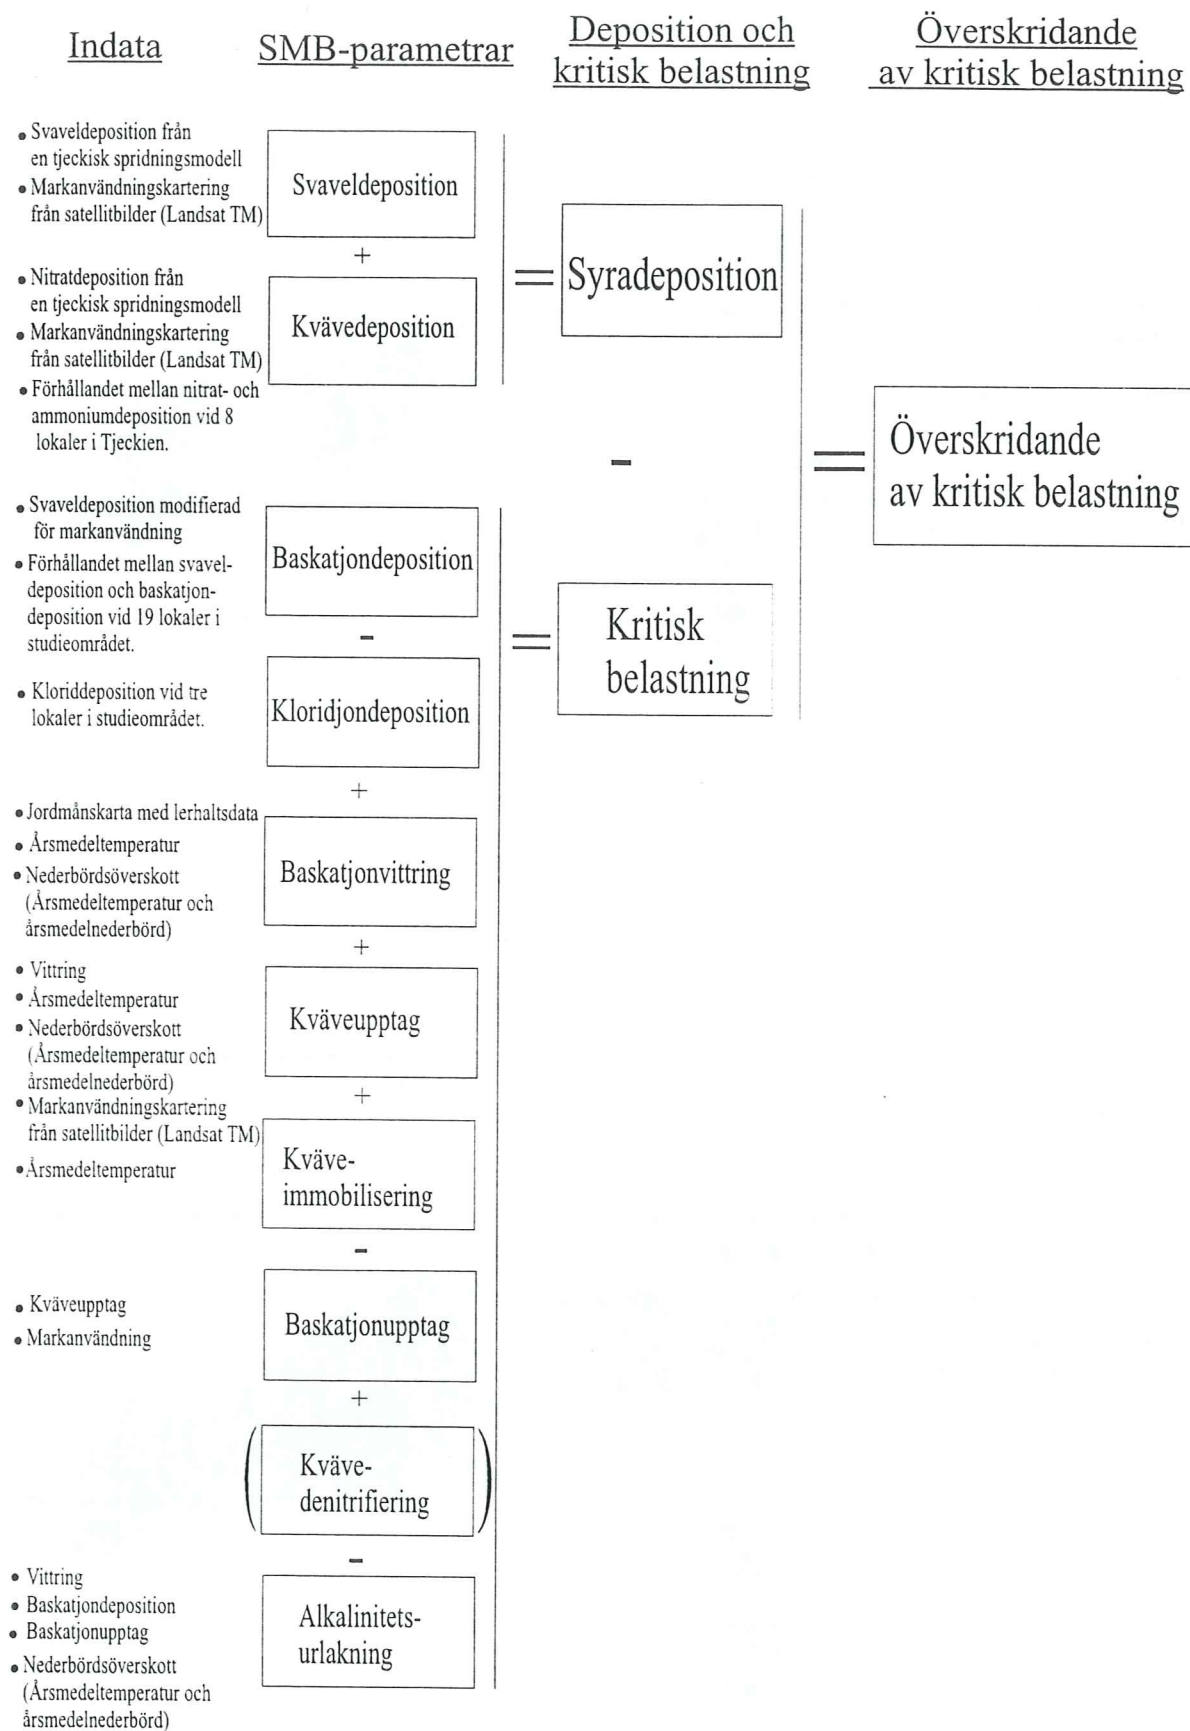 Indata
SMB-parametrar
Deposition och
kritisk belastning
Överskridande
av kritisk belastning
• Svaveldeposition från
en tjeckisk spridningsmodell
• Markanvändningskartering
från satellitbilder (Landsat TM)
Svaveldeposition
+
• Nitratdeposition från
en tjeckisk spridningsmodell
• Markanvändningskartering
från satellitbilder (Landsat TM)
• Förhållandet mellan nitrat- och
ammoniumdeposition vid 8
lokaler i Tjeckien.
Kvävedeposition
=
Syradeposition
-
=
Överskridande
av kritisk belastning
• Svaveldeposition modifierad
för markanvändning
• Förhållandet mellan svavel-
deposition och baskatjon-
deposition vid 19 lokaler i
studieområdet.
Baskatjondeposition
-
• Kloriddeposition vid tre
lokaler i studieområdet.
Kloridjondeposition
=
Kritisk
belastning
+
• Jordmånskarta med lerhaltsdata
• Årsmedeltemperatur
• Nederbördsöverskott
(Årsmedeltemperatur och
årsmedelnederbörd)
Baskatjonvittring
+
• Vittring
• Årsmedeltemperatur
• Nederbördsöverskott
(Årsmedeltemperatur och
årsmedelnederbörd)
• Markanvändningskartering
från satellitbilder (Landsat TM)
Kväveupptag
+
• Årsmedeltemperatur
Kväve-
immobilisering
-
• Kväveupptag
• Markanvändning
Baskatjonupptag
+
(Kväve-
denitrifiering)
-
• Vittring
• Baskatjondeposition
• Baskatjonupptag
• Nederbördsöverskott
(Årsmedeltemperatur och
årsmedelnederbörd)
Alkalinitets-
urlakning